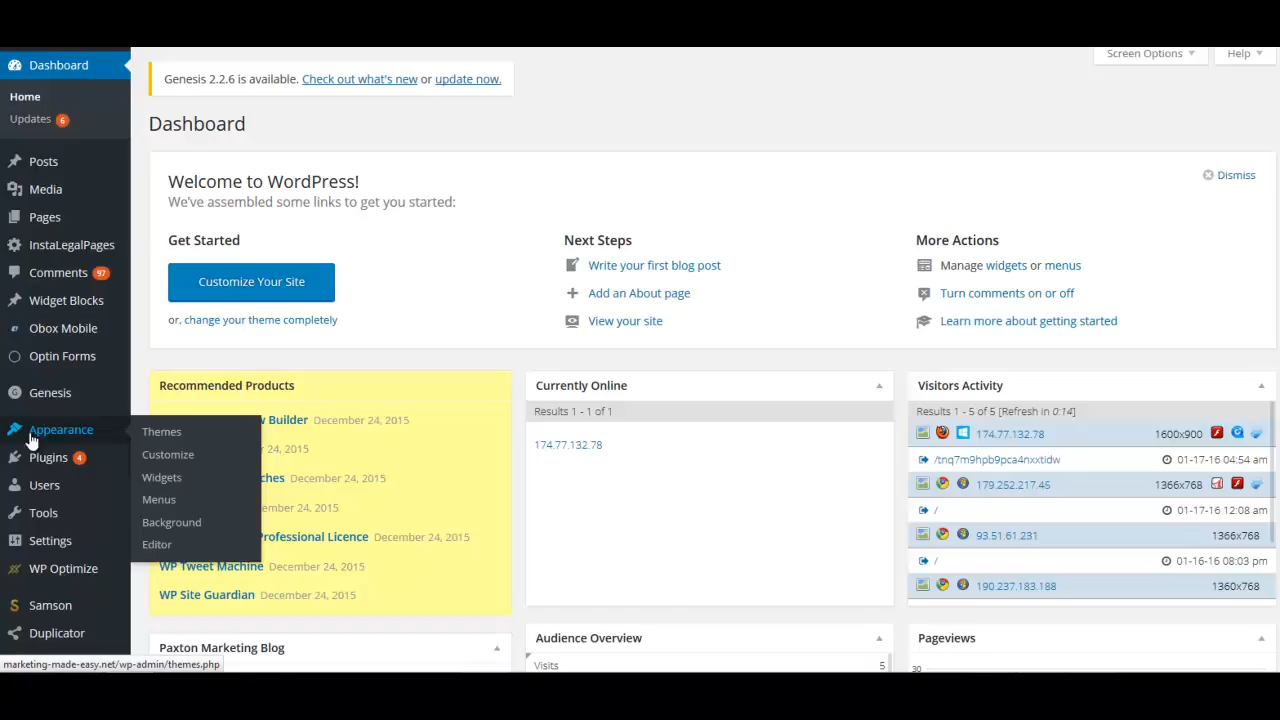 Dashboard
Home
Updates 6
Posts
Media
Pages
InstaLegalPages
Comments 97
Widget Blocks
Obox Mobile
Optin Forms
Genesis
Appearance
Plugins 4
Users
Tools
Settings
WP Optimize
Samson
Duplicator
Themes
Customize
Widgets
Menus
Background
Editor
marketing-made-easy.net/wp-admin/themes.php
Screen Options
Help
Genesis 2.2.6 is available. Check out what's new or update now.
Dashboard
Welcome to WordPress!
We've assembled some links to get you started:
Dismiss
Get Started
Customize Your Site
or, change your theme completely
Next Steps
Write your first blog post
Add an About page
View your site
More Actions
Manage widgets or menus
Turn comments on or off
Learn more about getting started
Recommended Products
Builder December 24, 2015
24, 2015
December 24, 2015
24, 2015
Professional Licence December 24, 2015
WP Tweet Machine December 24, 2015
WP Site Guardian December 24, 2015
Paxton Marketing Blog
Currently Online
Results 1 - 1 of 1
174.77.132.78
Audience Overview
Visits 5
Visitors Activity
Results 1 - 5 of 5 [Refresh in 0:14]
174.77.132.78 1600x900
/tnq7m9hpb9pca4nxxtidw 01-17-16 04:54 am
179.252.217.45 1366x768
/ 01-17-16 12:08 am
93.51.61.231 1366x768
/ 01-16-16 08:03 pm
190.237.183.188 1360x768
Pageviews
30